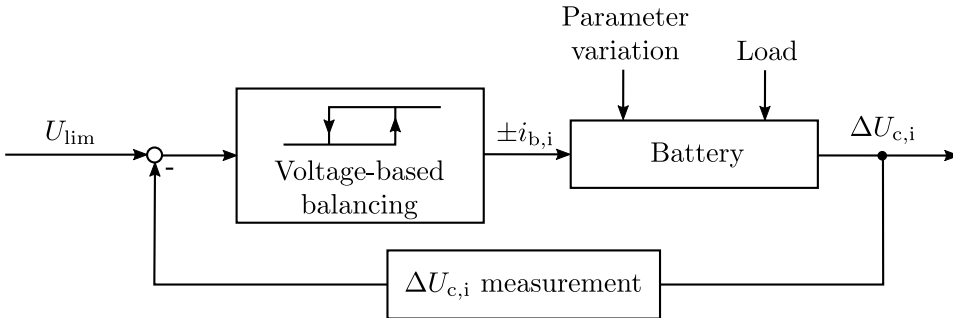 Parameter
variation
Load
U_lim
-
Voltage-based
balancing
±i_b,i
Battery
ΔU_c,i
ΔU_c,i measurement